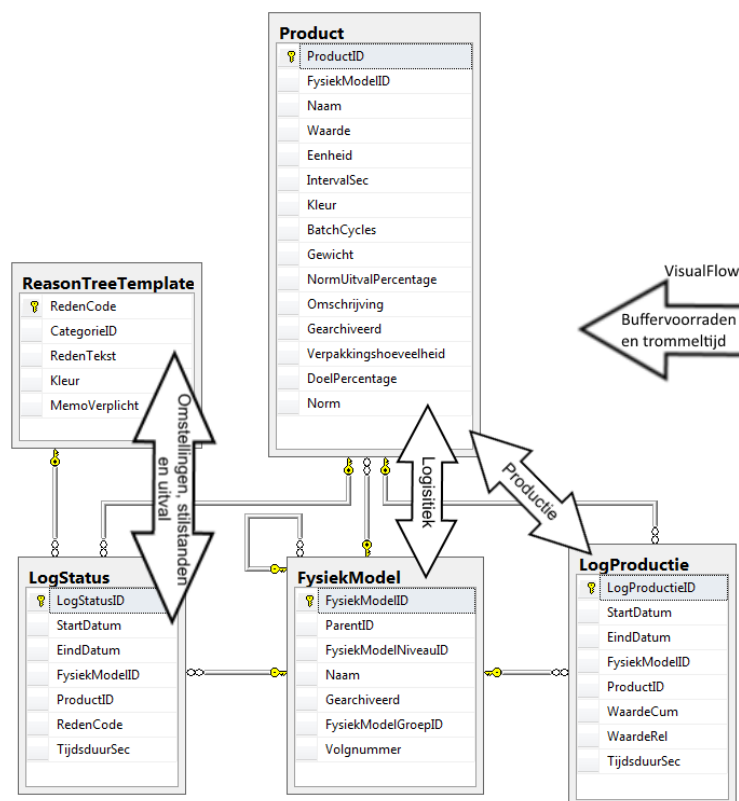 Product
ProductID
FysiekModelID
Naam
Waarde
Eenheid
IntervalSec
Kleur
BatchCycles
Gewicht
NormUitvalPercentage
Omschrijving
Gearchiveerd
Verpakkingshoeveelheid
DoelPercentage
Norm
VisualFlow
Buffervoorraden
en trommeltijd
ReasonTreeTemplate
RedenCode
CategorieID
RedenTekst
Kleur
MemoVerplicht
Omstellingen, stilstanden
en uitval
Logisitiek
Productie
LogStatus
LogStatusID
StartDatum
EindDatum
FysiekModelID
ProductID
RedenCode
TijdsduurSec
FysiekModel
FysiekModelID
ParentID
FysiekModelNiveauID
Naam
Gearchiveerd
FysiekModelGroepID
Volgnummer
LogProductie
LogProductieID
StartDatum
EindDatum
FysiekModelID
ProductID
WaardeCum
WaardeRel
TijdsduurSec